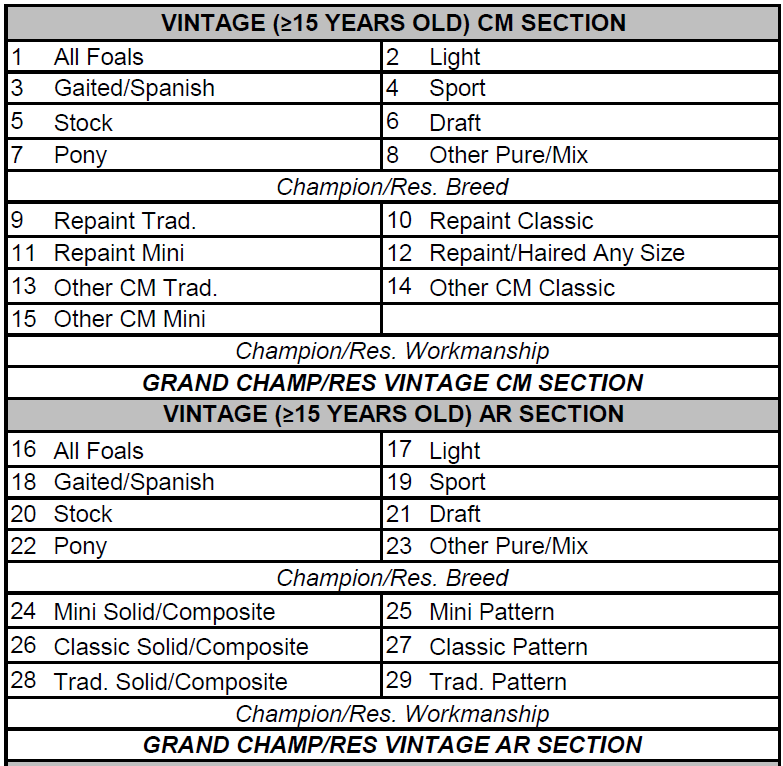 VINTAGE (≥15 YEARS OLD) CM SECTION
1 All Foals 2 Light
3 Gaited/Spanish 4 Sport
5 Stock 6 Draft
7 Pony 8 Other Pure/Mix
Champion/Res. Breed
9 Repaint Trad. 10 Repaint Classic
11 Repaint Mini 12 Repaint/Haired Any Size
13 Other CM Trad. 14 Other CM Classic
15 Other CM Mini
Champion/Res. Workmanship
GRAND CHAMP/RES VINTAGE CM SECTION
VINTAGE (≥15 YEARS OLD) AR SECTION
16 All Foals 17 Light
18 Gaited/Spanish 19 Sport
20 Stock 21 Draft
22 Pony 23 Other Pure/Mix
Champion/Res. Breed
24 Mini Solid/Composite 25 Mini Pattern
26 Classic Solid/Composite 27 Classic Pattern
28 Trad. Solid/Composite 29 Trad. Pattern
Champion/Res. Workmanship
GRAND CHAMP/RES VINTAGE AR SECTION